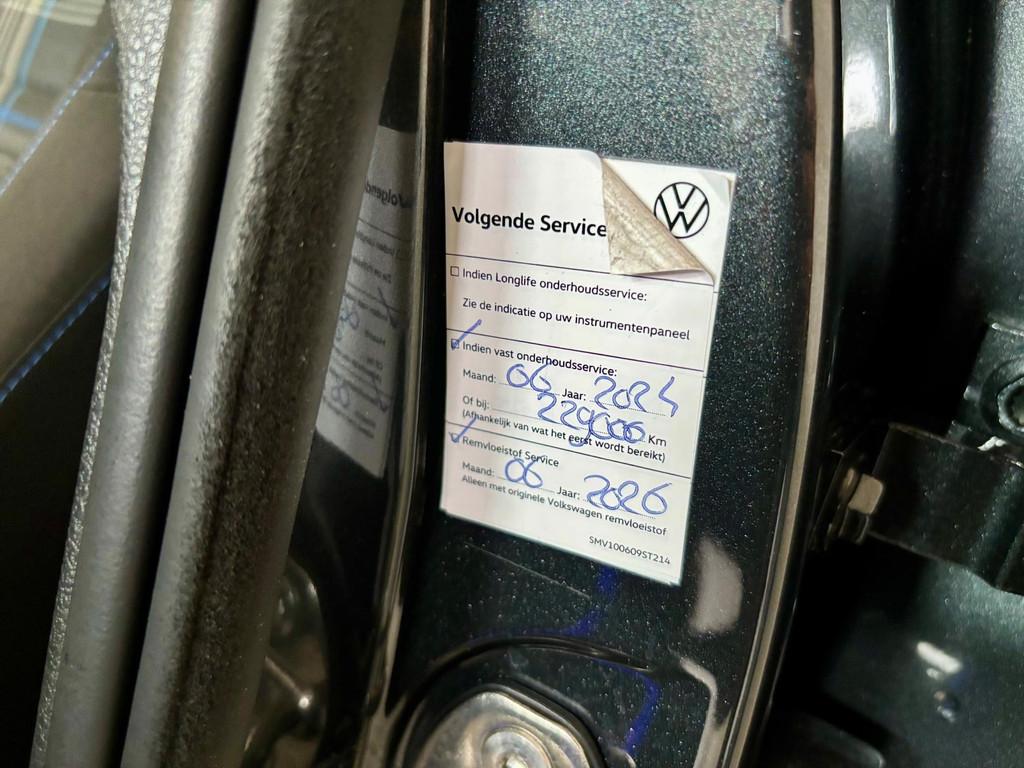 Volgende Service
Indien Longlife onderhoudsservice:
Zie de indicatie op uw instrumentenpaneel
Indien vast onderhoudsservice:
Maand: 06 Jaar: 2024
Of bij: 229000 Km
(Afhankelijk van wat het eerst wordt bereikt)
Remvloeistof Service
Maand: 06 Jaar: 2026
Alleen met originele Volkswagen remvloeistof
SMV100609ST214